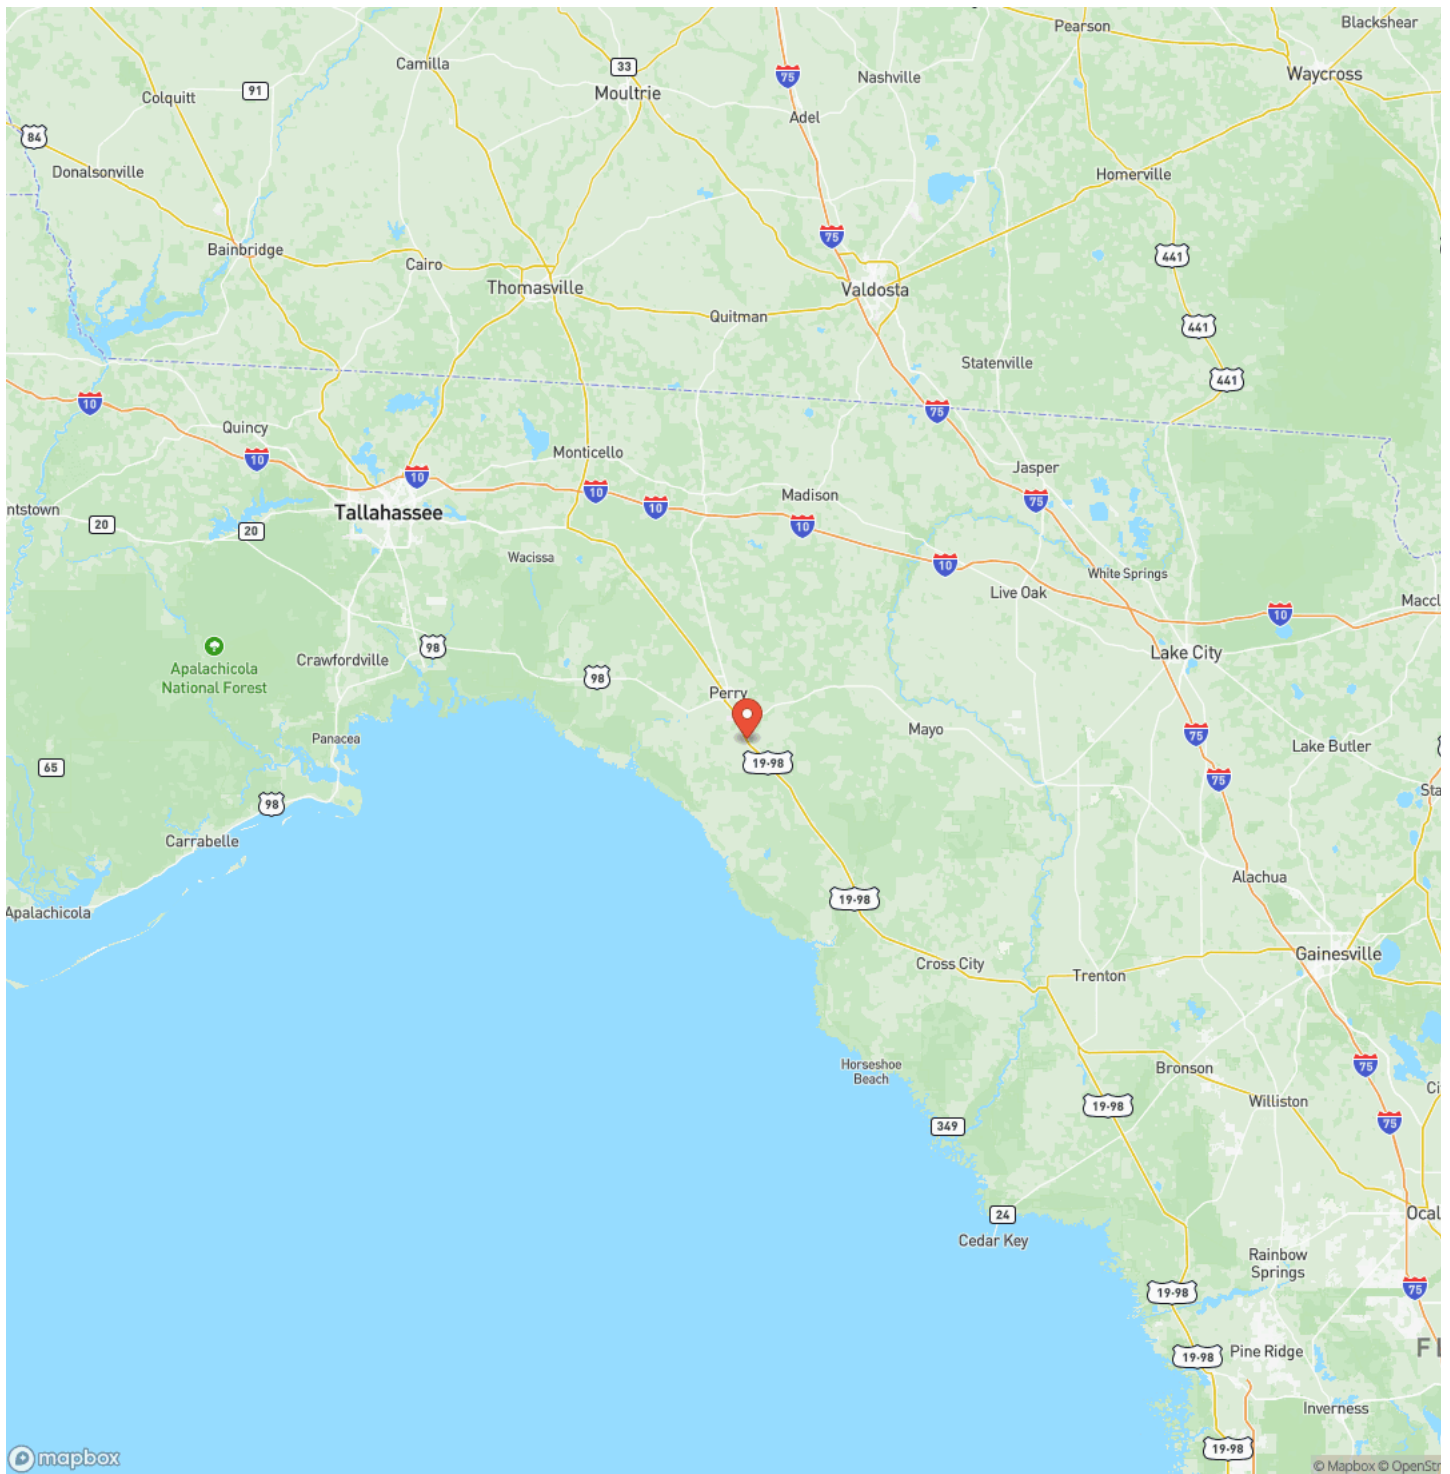 Pearson
Blackshear
Camilla
33
75
Nashville
Waycross
Colquitt
91
Moultrie
Adel
84
Donalsonville
Homerville
75
441
Bainbridge
Cairo
Thomasville
Valdosta
Quitman
441
Statenville
441
10
75
Quincy
10
Monticello
10
Jasper
10
Madison
75
ntstown
20
20
Tallahassee
10
10
Wacissa
10
White Springs
Live Oak
Maccl
10
98
Apalachicola
National Forest
Crawfordville
98
Lake City
Perry
Mayo
75
Panacea
Lake Butler
65
19-98
75
Sta
98
Carrabelle
Alachua
19-98
Apalachicola
Cross City
Gainesville
Trenton
Horseshoe
Beach
Bronson
75
Ci
19-98
Williston
349
75
24
Ocal
Cedar Key
Rainbow
Springs
19-98
75
19-98
Pine Ridge
FL
Inverness
19-98
mapbox
© Mapbox © OpenStr